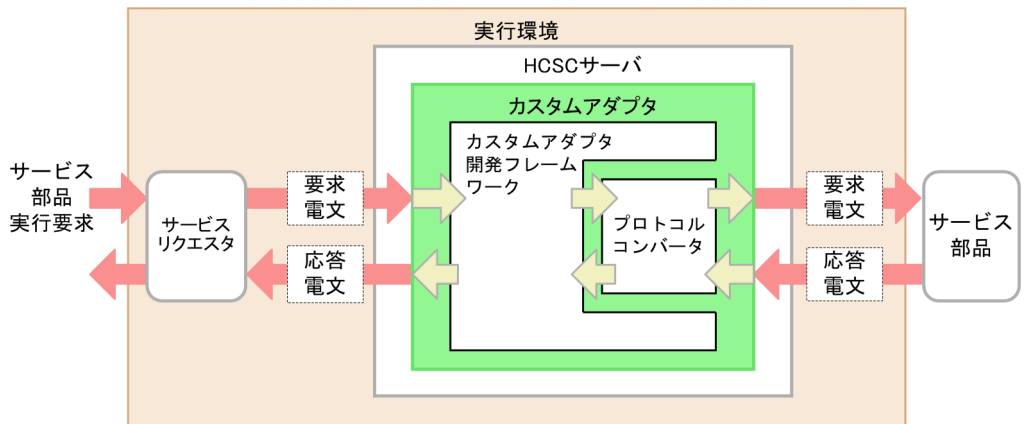 実行環境
HCSCサーバ
カスタムアダプタ
カスタムアダプタ
開発フレーム
ワーク
サービス
部品
実行要求
サービス
リクエスタ
要求
電文
応答
電文
プロトコル
コンバータ
要求
電文
応答
電文
サービス
部品